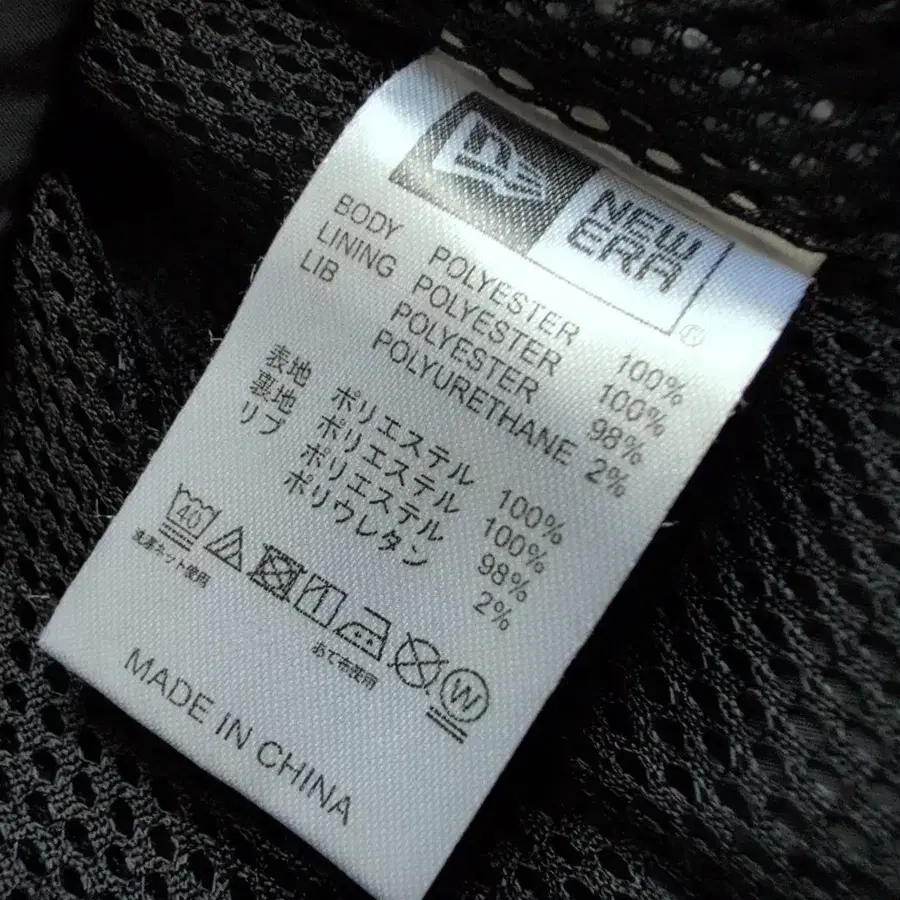 NEW
ERA
®
BODY POLYESTER 100%
LINING POLYESTER 100%
LIB POLYESTER 98%
POLYURETHANE 2%
表地 ポリエステル 100%
裏地 ポリエステル 100%
リブ ポリエステル 98%
ポリウレタン 2%
40
W
洗濯ネット使用
あて布使用
MADE IN CHINA